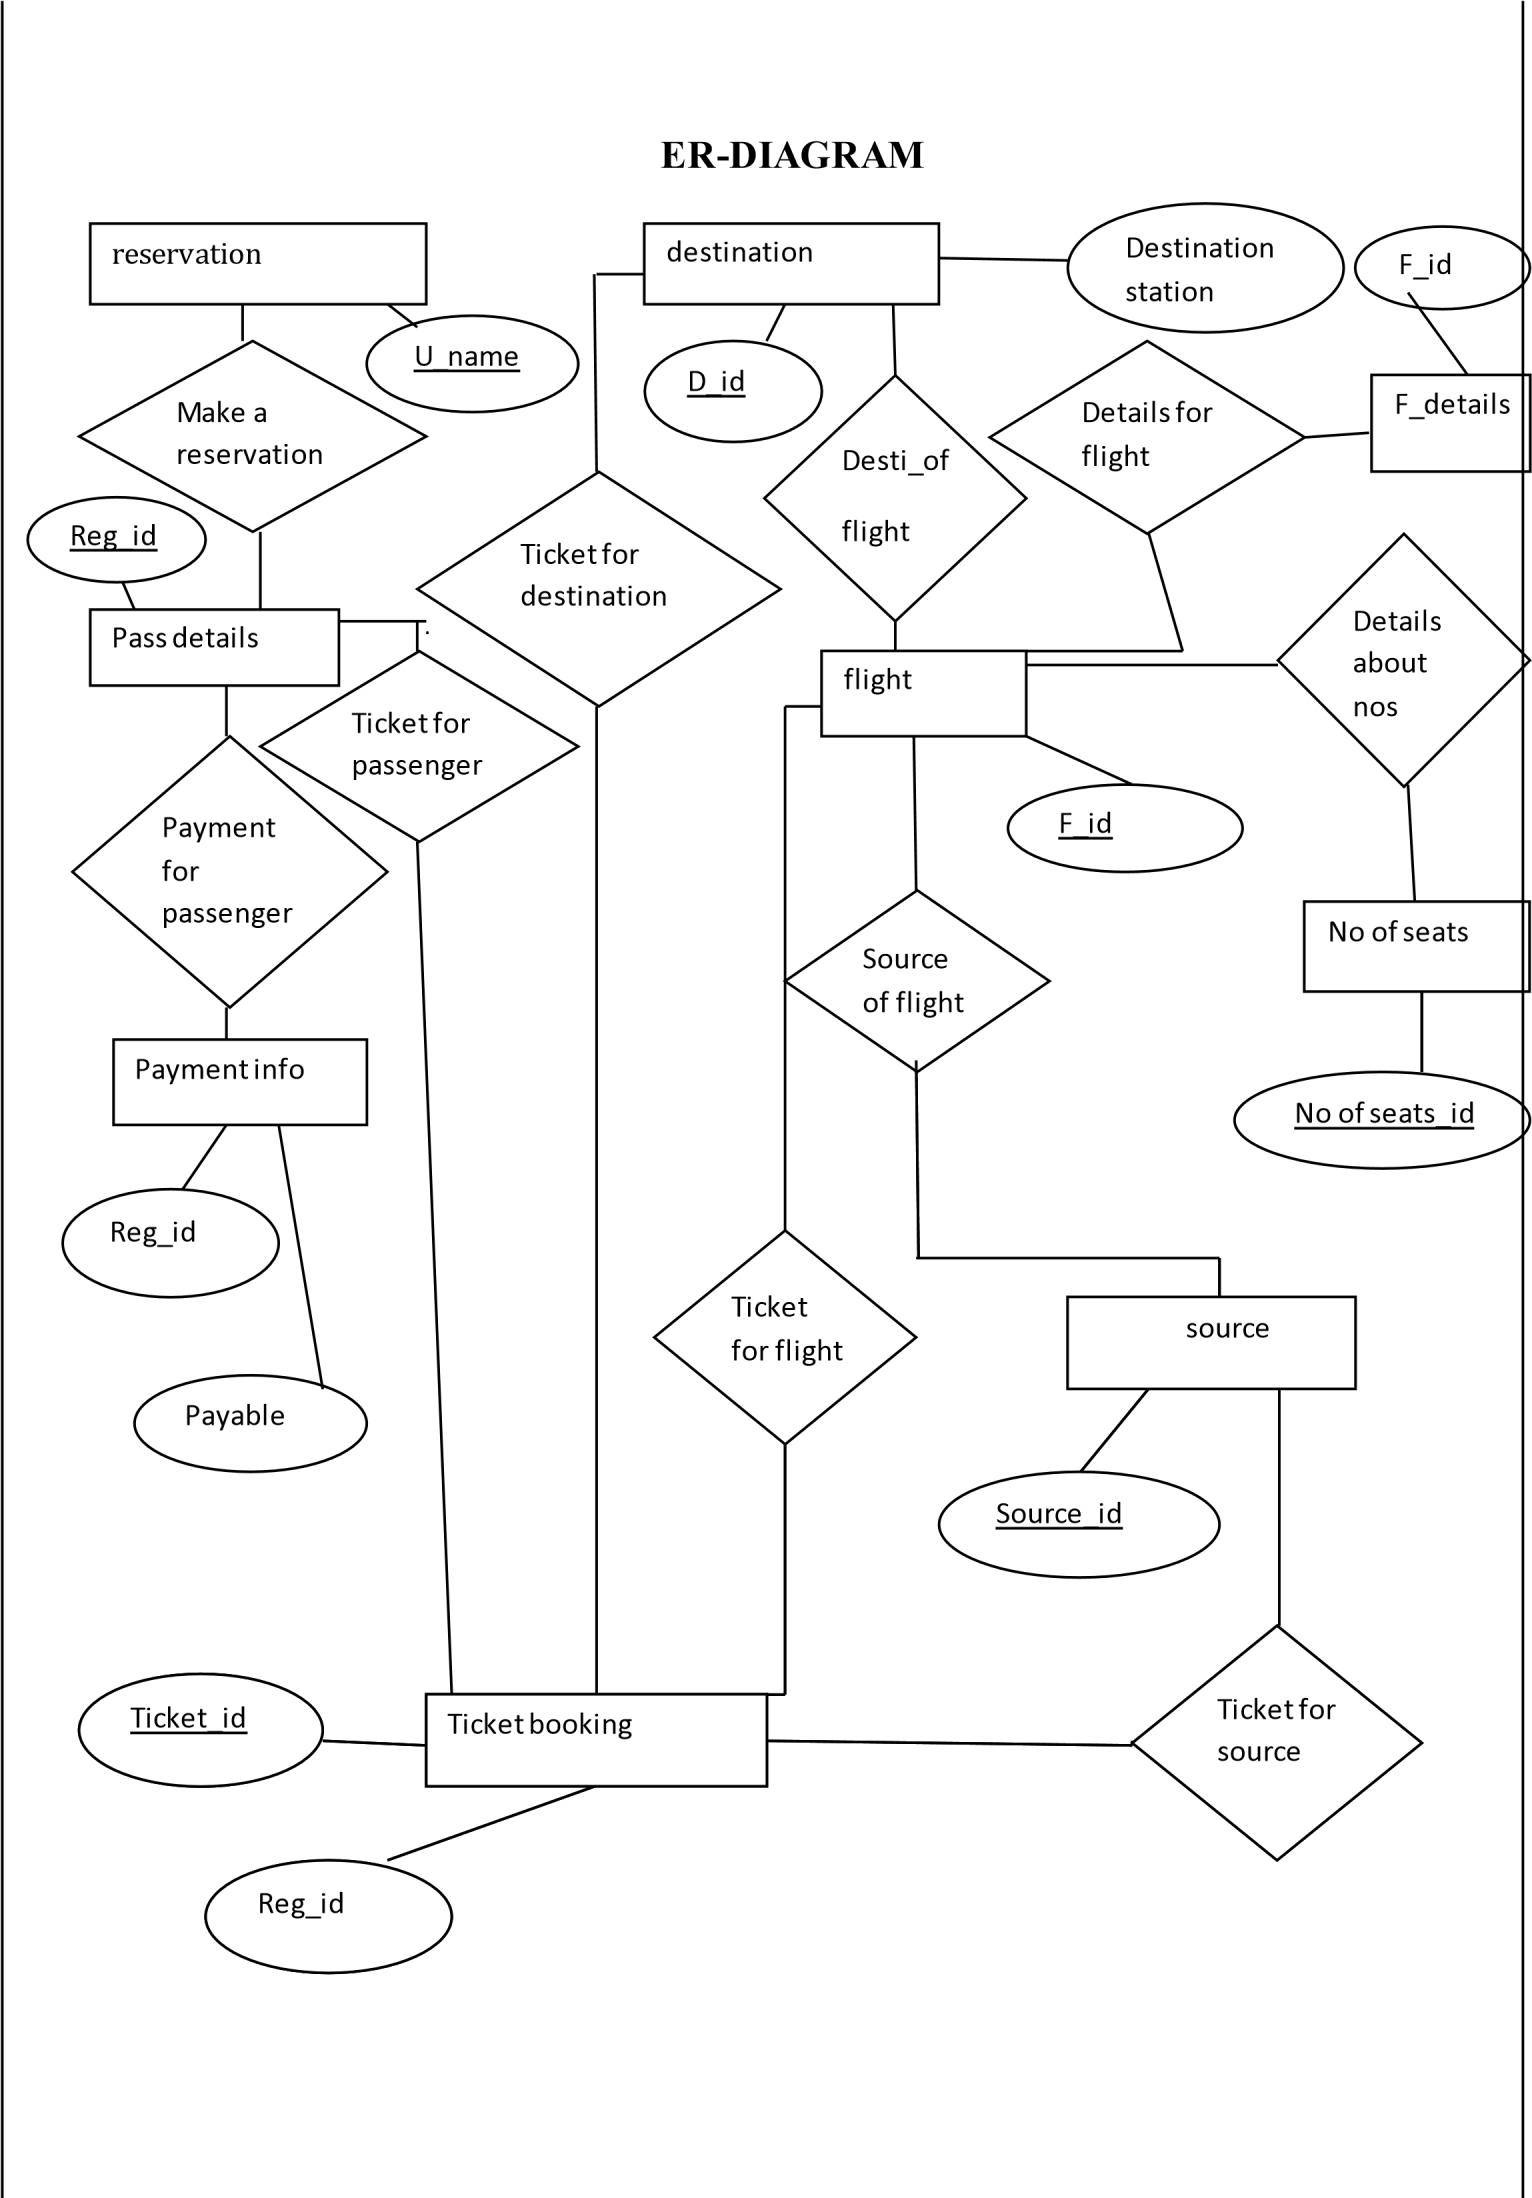 ER-DIAGRAM
reservation
destination
Destination
station
F_id
U_name
D_id
F_details
Make a
reservation
Details for
flight
Desti_of
flight
Reg_id
Ticket for
destination
Pass details
.
Details
about
nos
flight
Ticket for
passenger
Payment
for
passenger
F_id
No of seats
Source
of flight
Payment info
No of seats_id
Reg_id
Ticket
for flight
source
Payable
Source_id
Ticket_id
Ticket booking
Ticket for
source
Reg_id